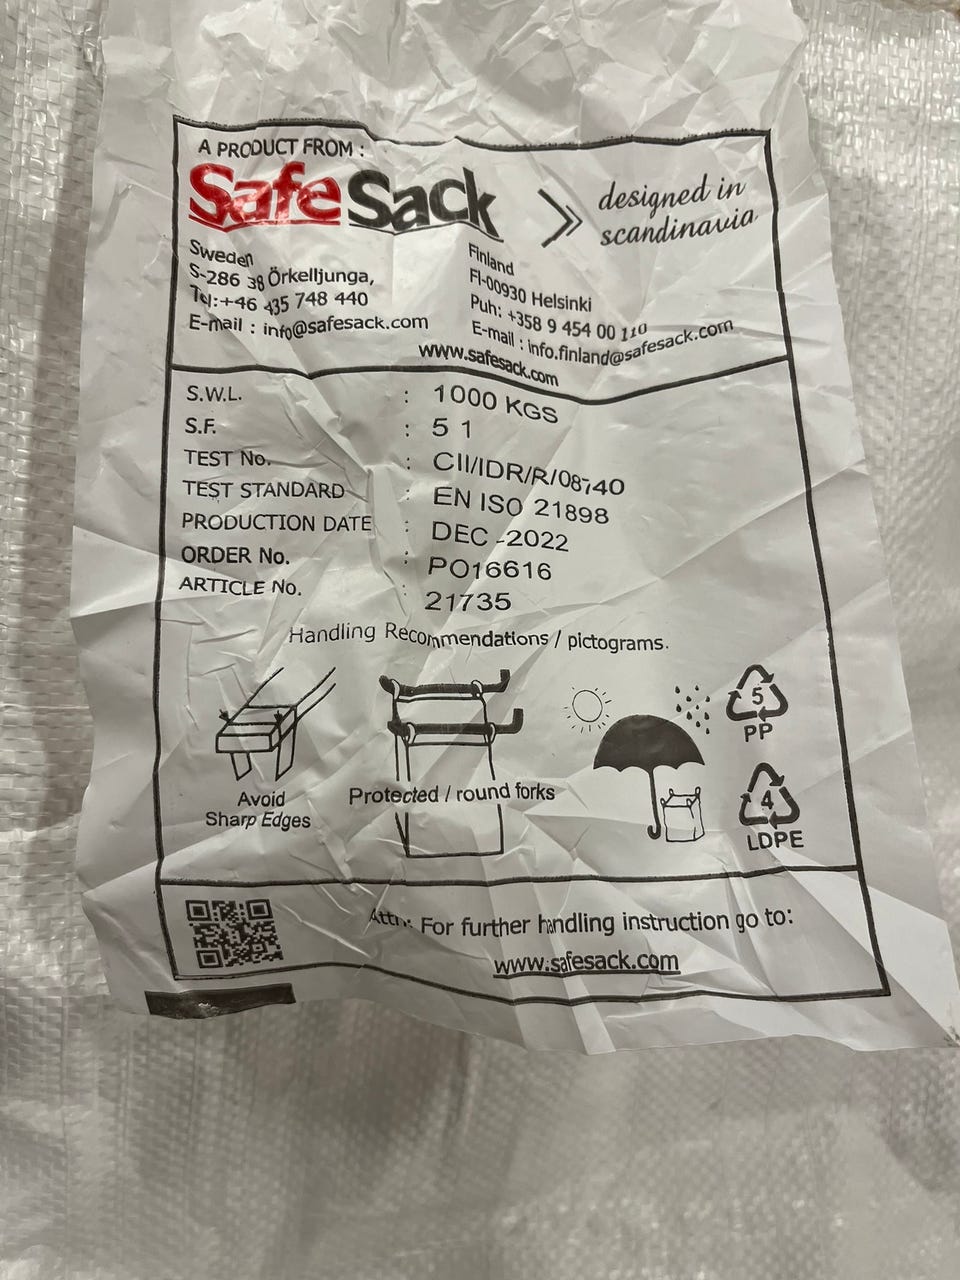 A PRODUCT FROM :
SafeSack
designed in
scandinavia
Sweden
S-286 38 Örkelljunga,
Tel:+46 435 748 440
E-mail : info@safesack.com
Finland
FI-00930 Helsinki
Puh: +358 9 454 00 110
E-mail : info.finland@safesack.com
www.safesack.com
S.W.L. : 1000 KGS
S.F. : 5 1
TEST No. : CII/IDR/R/08740
TEST STANDARD : EN ISO 21898
PRODUCTION DATE : DEC -2022
ORDER No. : PO16616
ARTICLE No. : 21735
Handling Recommendations / pictograms.
Avoid
Sharp Edges
Protected / round forks
5
PP
4
LDPE
Attn: For further handling instruction go to:
www.safesack.com